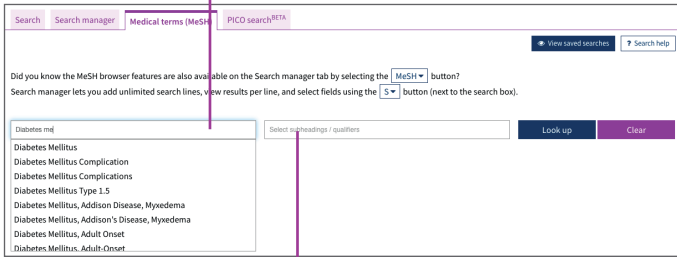 Search Search manager Medical terms (MeSH) PICO searchBETA
View saved searches ? Search help
Did you know the MeSH browser features are also available on the Search manager tab by selecting the MeSH button?
Search manager lets you add unlimited search lines, view results per line, and select fields using the S button (next to the search box).
Diabetes me Select subheadings / qualifiers Look up Clear
Diabetes Mellitus
Diabetes Mellitus Complication
Diabetes Mellitus Complications
Diabetes Mellitus Type 1.5
Diabetes Mellitus, Addison Disease, Myxedema
Diabetes Mellitus, Addison's Disease, Myxedema
Diabetes Mellitus, Adult Onset
Diabetes Mellitus, Adult-Onset